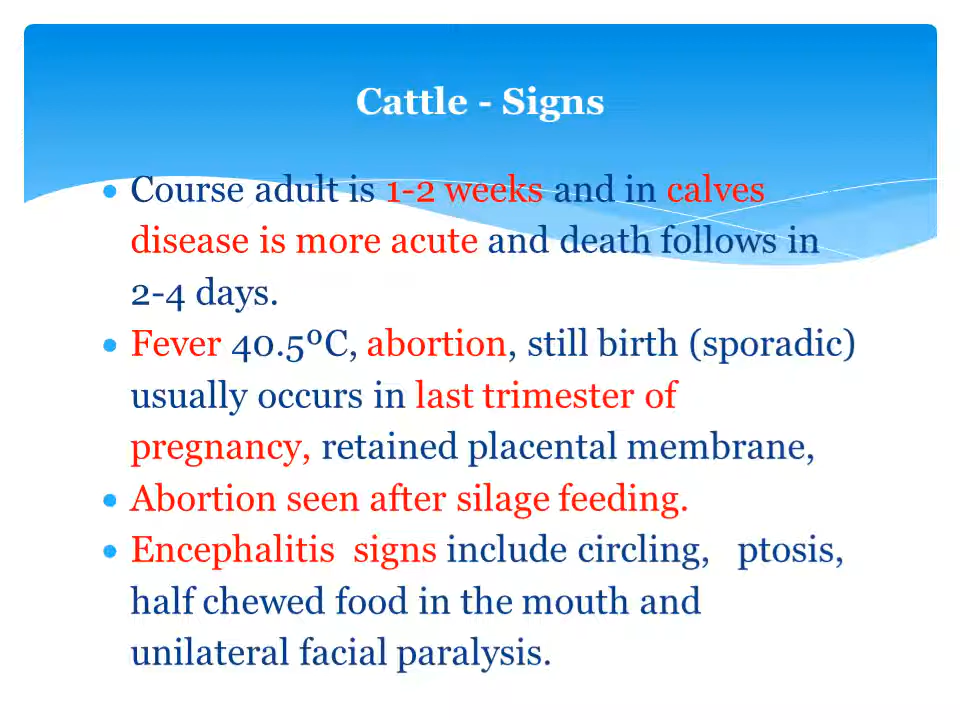 Cattle - Signs
• Course adult is 1-2 weeks and in calves
disease is more acute and death follows in
2-4 days.
• Fever 40.5ºC, abortion, still birth (sporadic)
usually occurs in last trimester of
pregnancy, retained placental membrane,
• Abortion seen after silage feeding.
• Encephalitis signs include circling, ptosis,
half chewed food in the mouth and
unilateral facial paralysis.